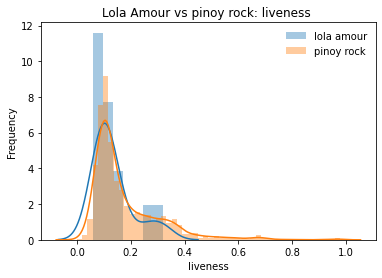 Lola Amour vs pinoy rock: liveness
12
10
8
6
4
2
0
Frequency
lola amour
pinoy rock
0.0 0.2 0.4 0.6 0.8 1.0
liveness